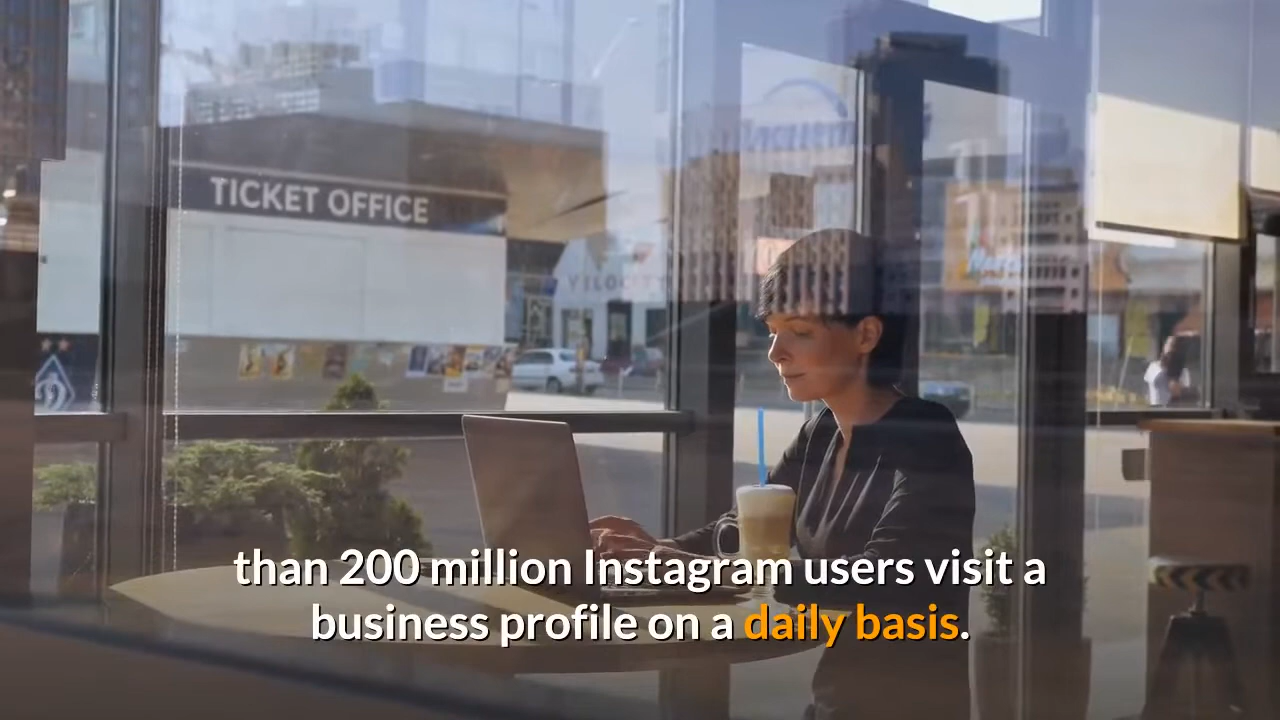 TICKET OFFICE
than 200 million Instagram users visit a
business profile on a daily basis.